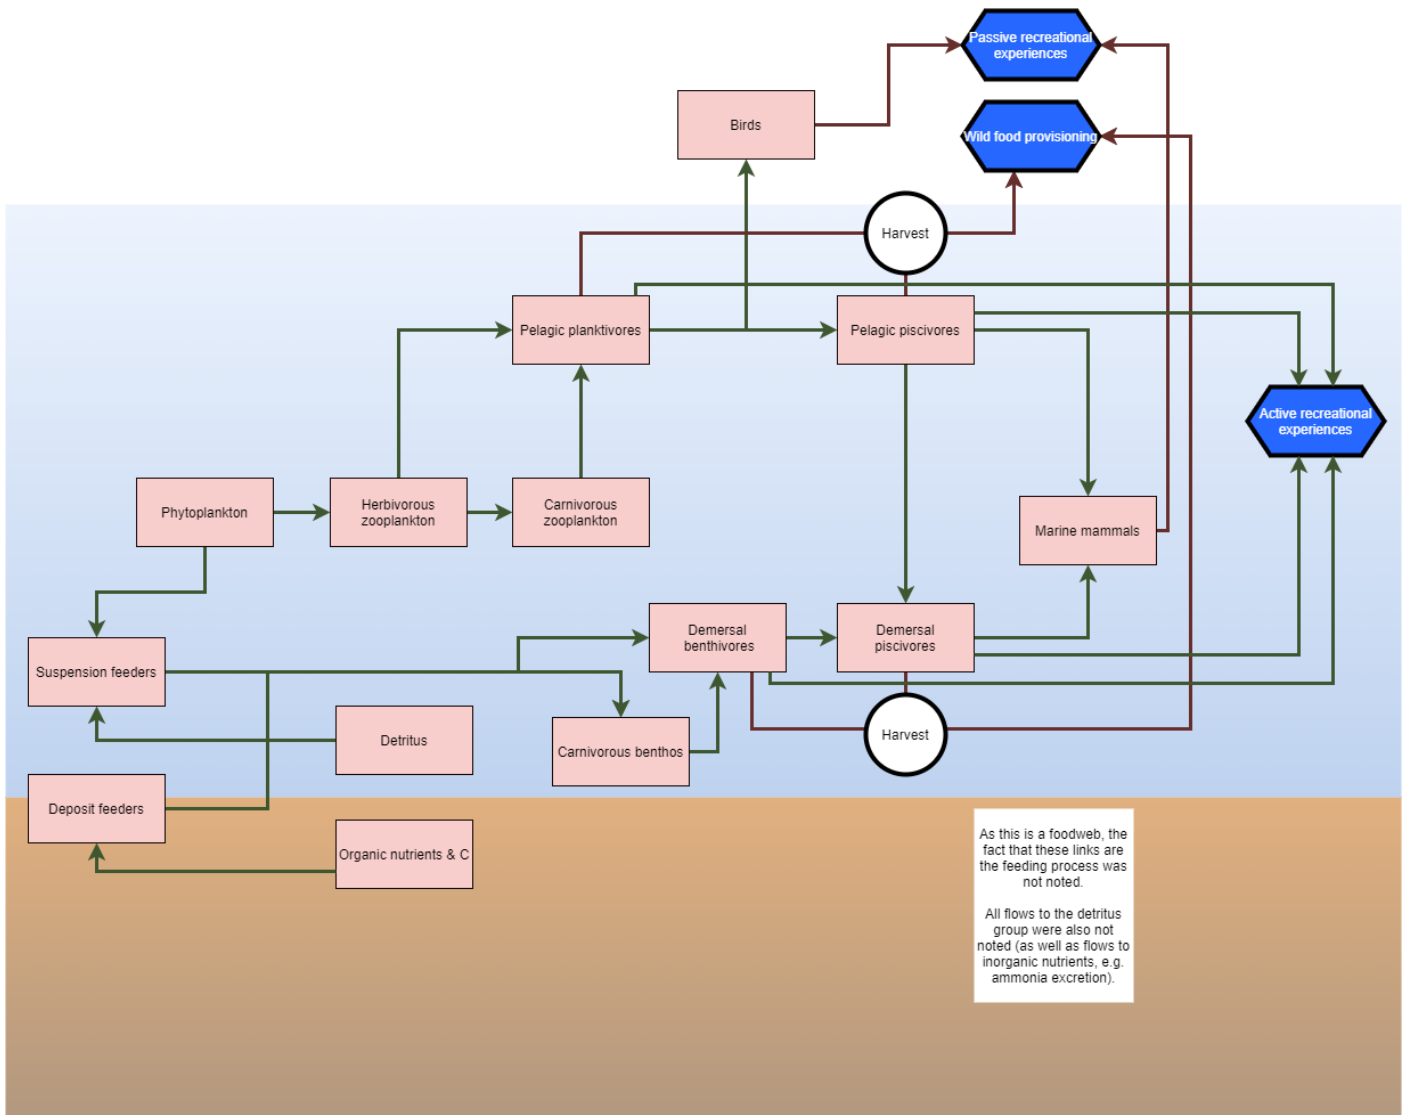 Passive recreational
experiences
Birds
Wild food provisioning
Harvest
Pelagic planktivores
Pelagic piscivores
Active recreational
experiences
Phytoplankton
Herbivorous
zooplankton
Carnivorous
zooplankton
Marine mammals
Suspension feeders
Demersal
benthivores
Demersal
piscivores
Detritus
Carnivorous benthos
Harvest
Deposit feeders
Organic nutrients & C
As this is a foodweb, the
fact that these links are
the feeding process was
not noted.
All flows to the detritus
group were also not
noted (as well as flows to
inorganic nutrients, e.g.
ammonia excretion).